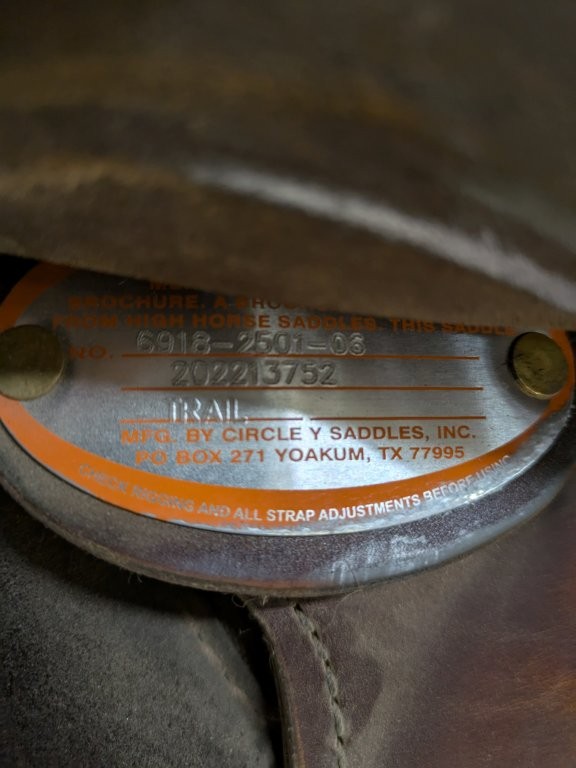 BROCHURE. A BROC
FROM HIGH HORSE SADDLES. THIS SADDLE
NO. 6918-2501-06
202213752
TRAIL
MFG. BY CIRCLE Y SADDLES, INC.
PO BOX 271 YOAKUM, TX 77995
CHECK RIGGING AND ALL STRAP ADJUSTMENTS BEFORE USING